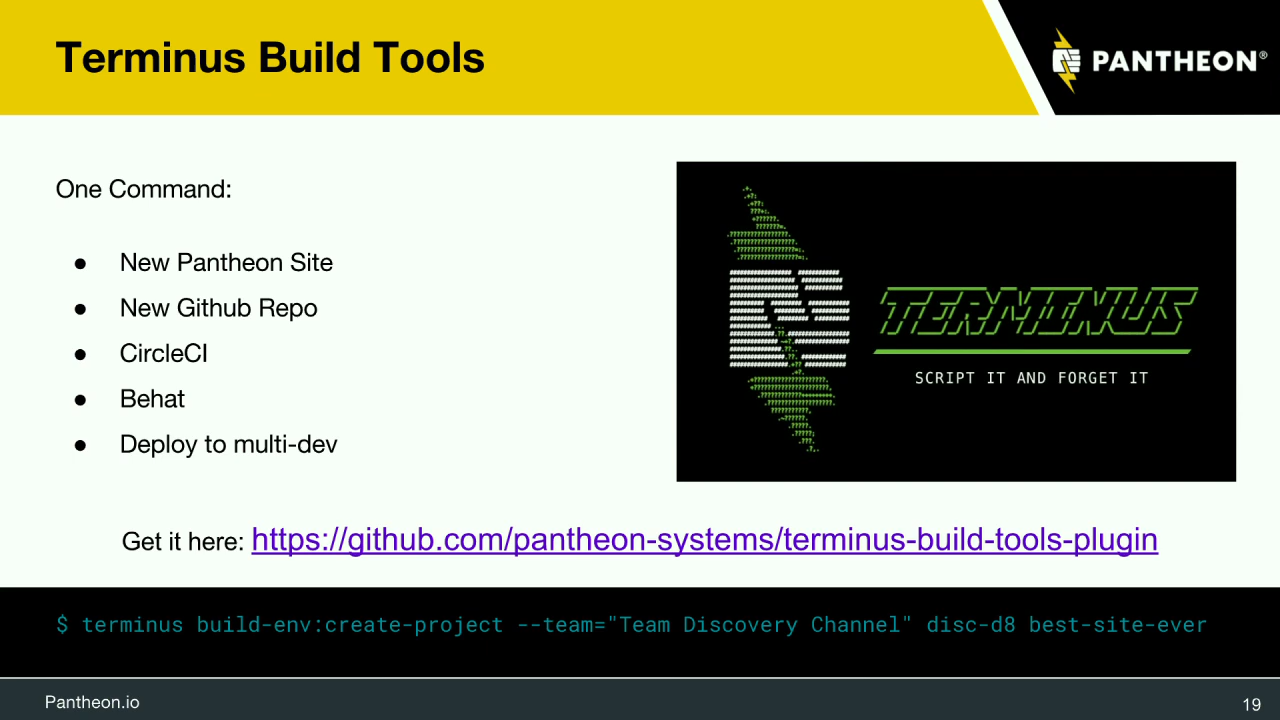 Terminus Build Tools
PANTHEON®
One Command:
● New Pantheon Site
● New Github Repo
● CircleCI
● Behat
● Deploy to multi-dev
TERMINUS
SCRIPT IT AND FORGET IT
Get it here: https://github.com/pantheon-systems/terminus-build-tools-plugin
$ terminus build-env:create-project --team="Team Discovery Channel" disc-d8 best-site-ever
Pantheon.io
19